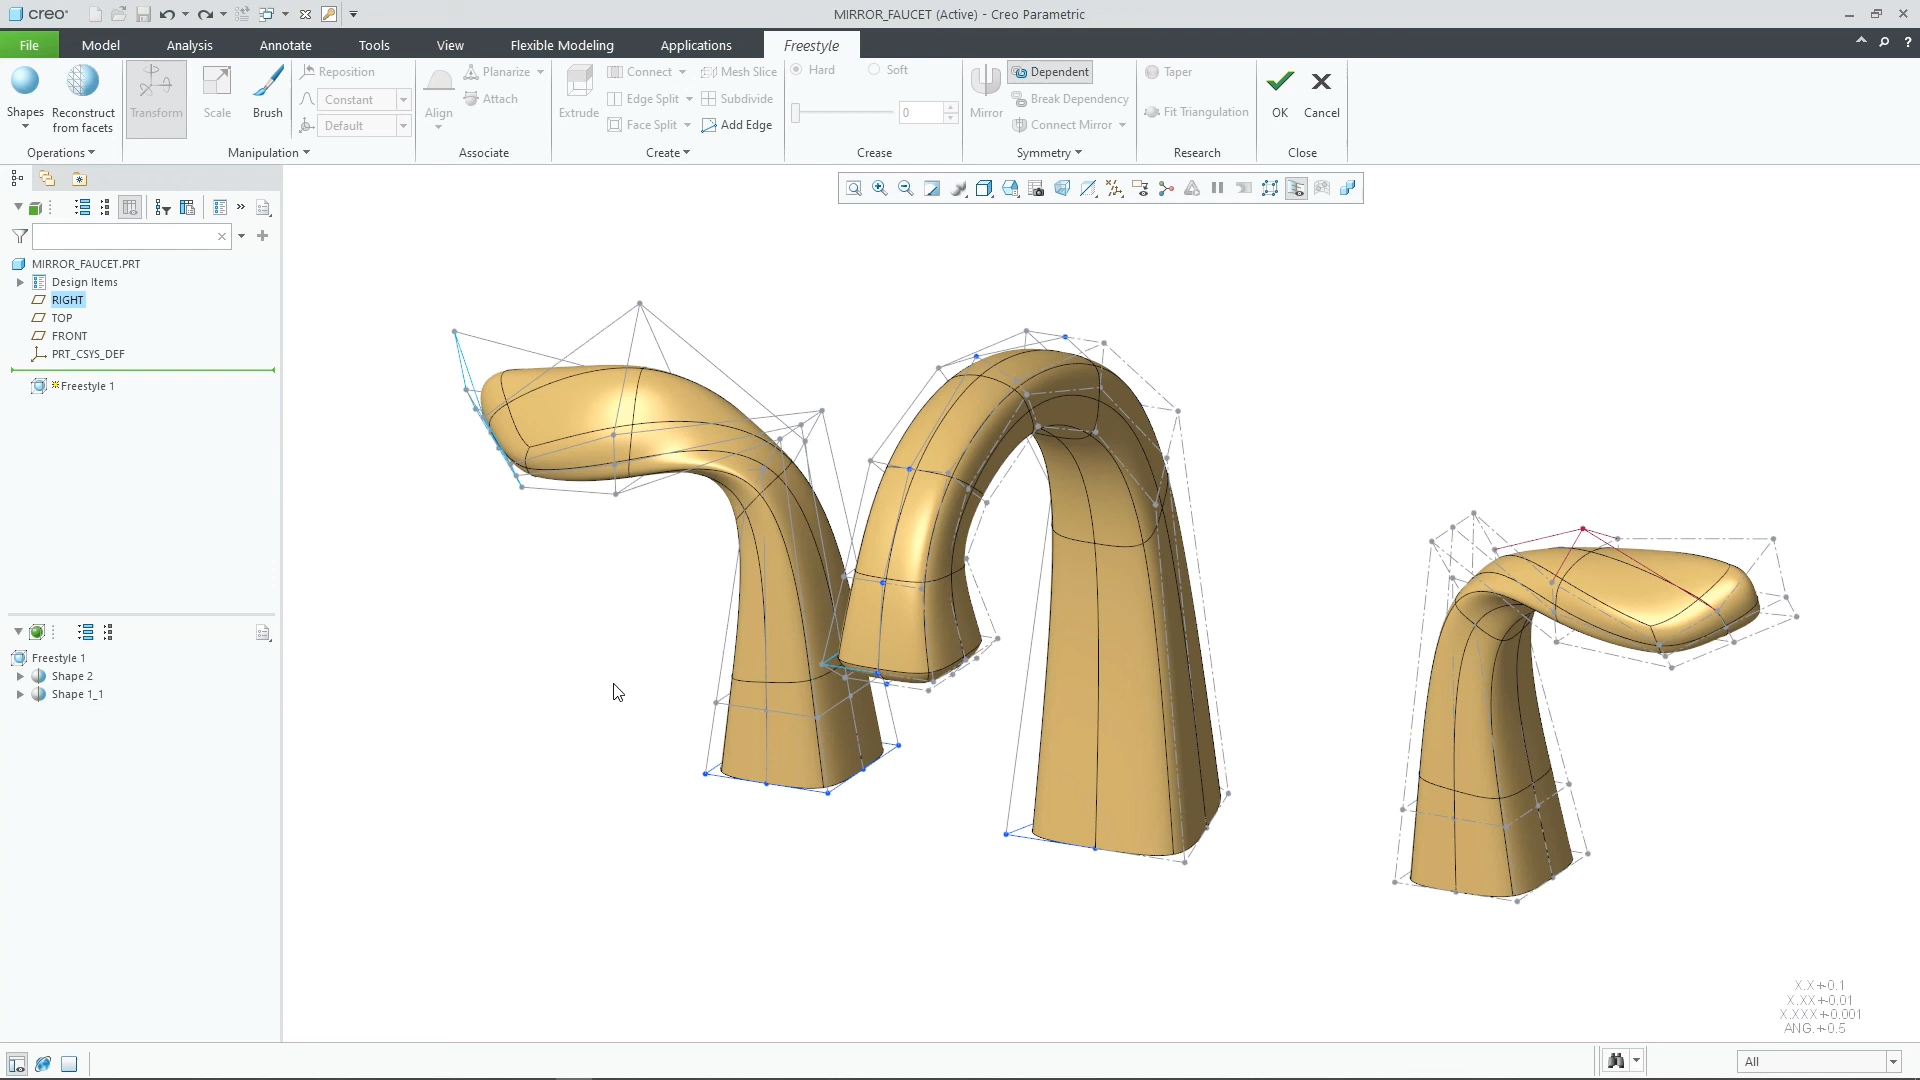 creo
MIRROR_FAUCET (Active) - Creo Parametric
File Model Analysis Annotate Tools View Flexible Modeling Applications Freestyle
Shapes
Reconstruct from facets
Operations
Transform
Scale
Brush
Reposition
Constant
Default
Manipulation
Align
Planarize
Attach
Associate
Extrude
Connect
Edge Split
Face Split
Mesh Slice
Subdivide
Add Edge
Create
Hard Soft
0
Crease
Mirror
Dependent
Break Dependency
Connect Mirror
Symmetry
Taper
Fit Triangulation
Research
OK Cancel
Close
MIRROR_FAUCET.PRT
Design Items
RIGHT
TOP
FRONT
PRT_CSYS_DEF
Freestyle 1
Freestyle 1
Shape 2
Shape 1_1
X.X+-0.1
X.XX+-0.01
X.XXX+-0.001
ANG.+-0.5
All